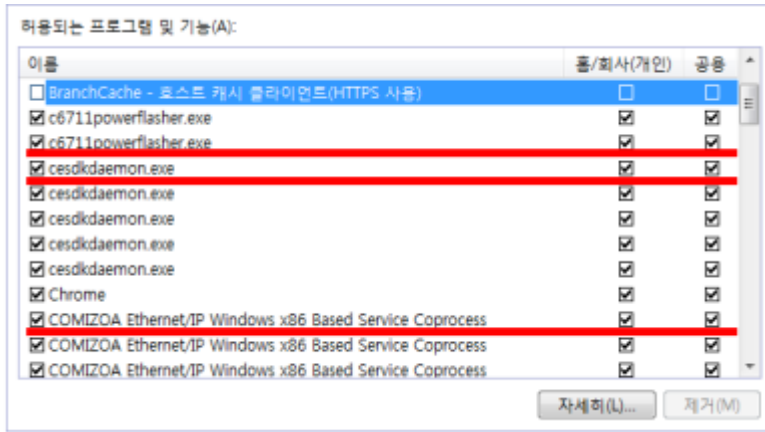 허용되는 프로그램 및 기능(A):
이름 홈/회사(개인) 공용
BranchCache - 호스트 캐시 클라이언트(HTTPS 사용)
c6711powerflasher.exe
c6711powerflasher.exe
cesdkdaemon.exe
cesdkdaemon.exe
cesdkdaemon.exe
cesdkdaemon.exe
cesdkdaemon.exe
Chrome
COMIZOA Ethernet/IP Windows x86 Based Service Coprocess
COMIZOA Ethernet/IP Windows x86 Based Service Coprocess
COMIZOA Ethernet/IP Windows x86 Based Service Coprocess
자세히(L)... 제거(M)